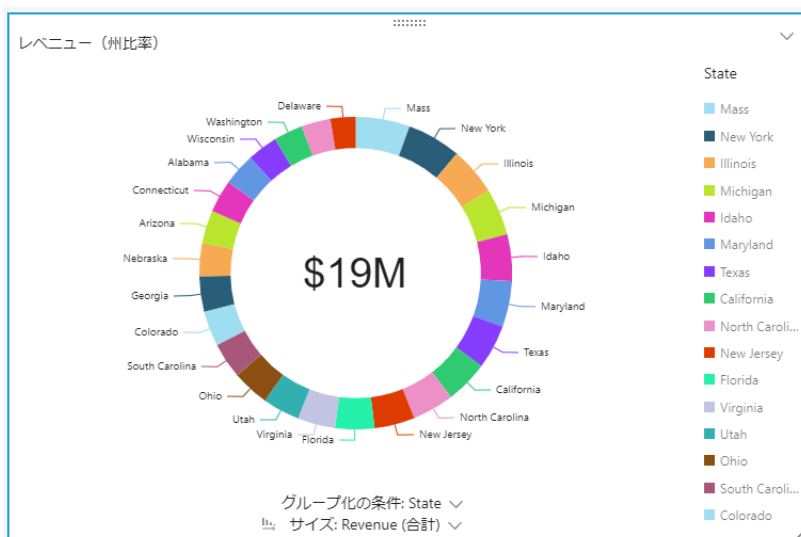 レベニュー（州比率）
State
Delaware
Mass
Washington
New York
Wisconsin
Illinois
Alabama
Connecticut
Michigan
Arizona
Idaho
Nebraska
$19M
Georgia
Maryland
Colorado
Texas
South Carolina
California
Ohio
North Carolina
Utah
New Jersey
Virginia
Florida
Mass
New York
Illinois
Michigan
Idaho
Maryland
Texas
California
North Caroli...
New Jersey
Florida
Virginia
Utah
Ohio
South Caroli...
Colorado
グループ化の条件: State
サイズ: Revenue (合計)